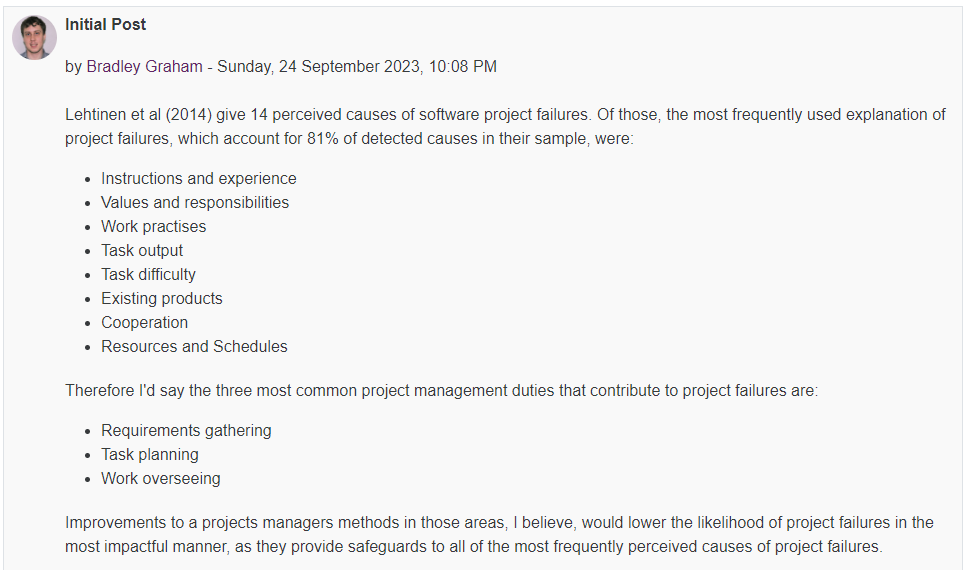 Initial Post
by Bradley Graham - Sunday, 24 September 2023, 10:08 PM
Lehtinen et al (2014) give 14 perceived causes of software project failures. Of those, the most frequently used explanation of
project failures, which account for 81% of detected causes in their sample, were:
• Instructions and experience
• Values and responsibilities
• Work practises
• Task output
• Task difficulty
• Existing products
• Cooperation
• Resources and Schedules
Therefore I'd say the three most common project management duties that contribute to project failures are:
• Requirements gathering
• Task planning
• Work overseeing
Improvements to a projects managers methods in those areas, I believe, would lower the likelihood of project failures in the
most impactful manner, as they provide safeguards to all of the most frequently perceived causes of project failures.